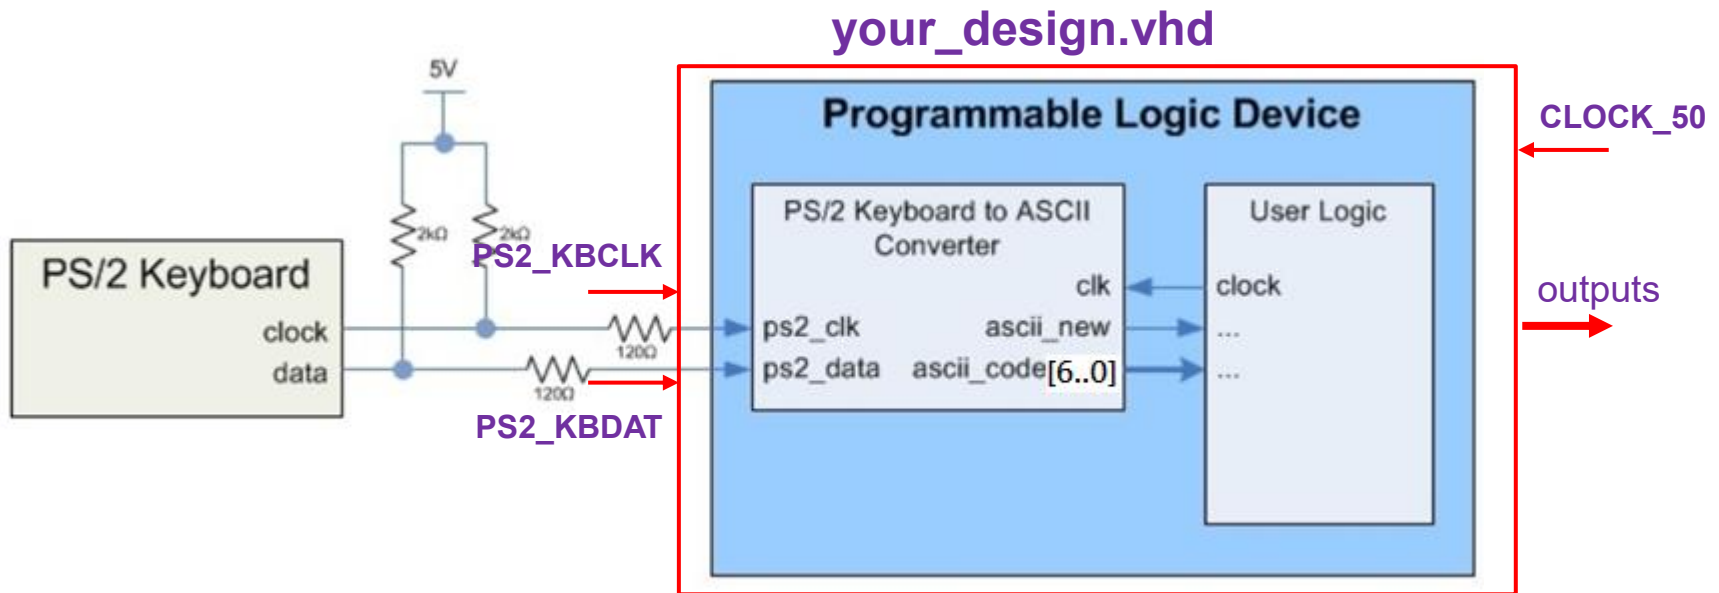 your_design.vhd
5V
Programmable Logic Device
CLOCK_50
2kΩ
2kΩ
PS/2 Keyboard to ASCII
Converter
User Logic
PS2_KBCLK
PS/2 Keyboard
clk
clock
outputs
clock
120Ω
ps2_clk
ascii_new
...
data
120Ω
ps2_data
ascii_code[6..0]
...
PS2_KBDAT